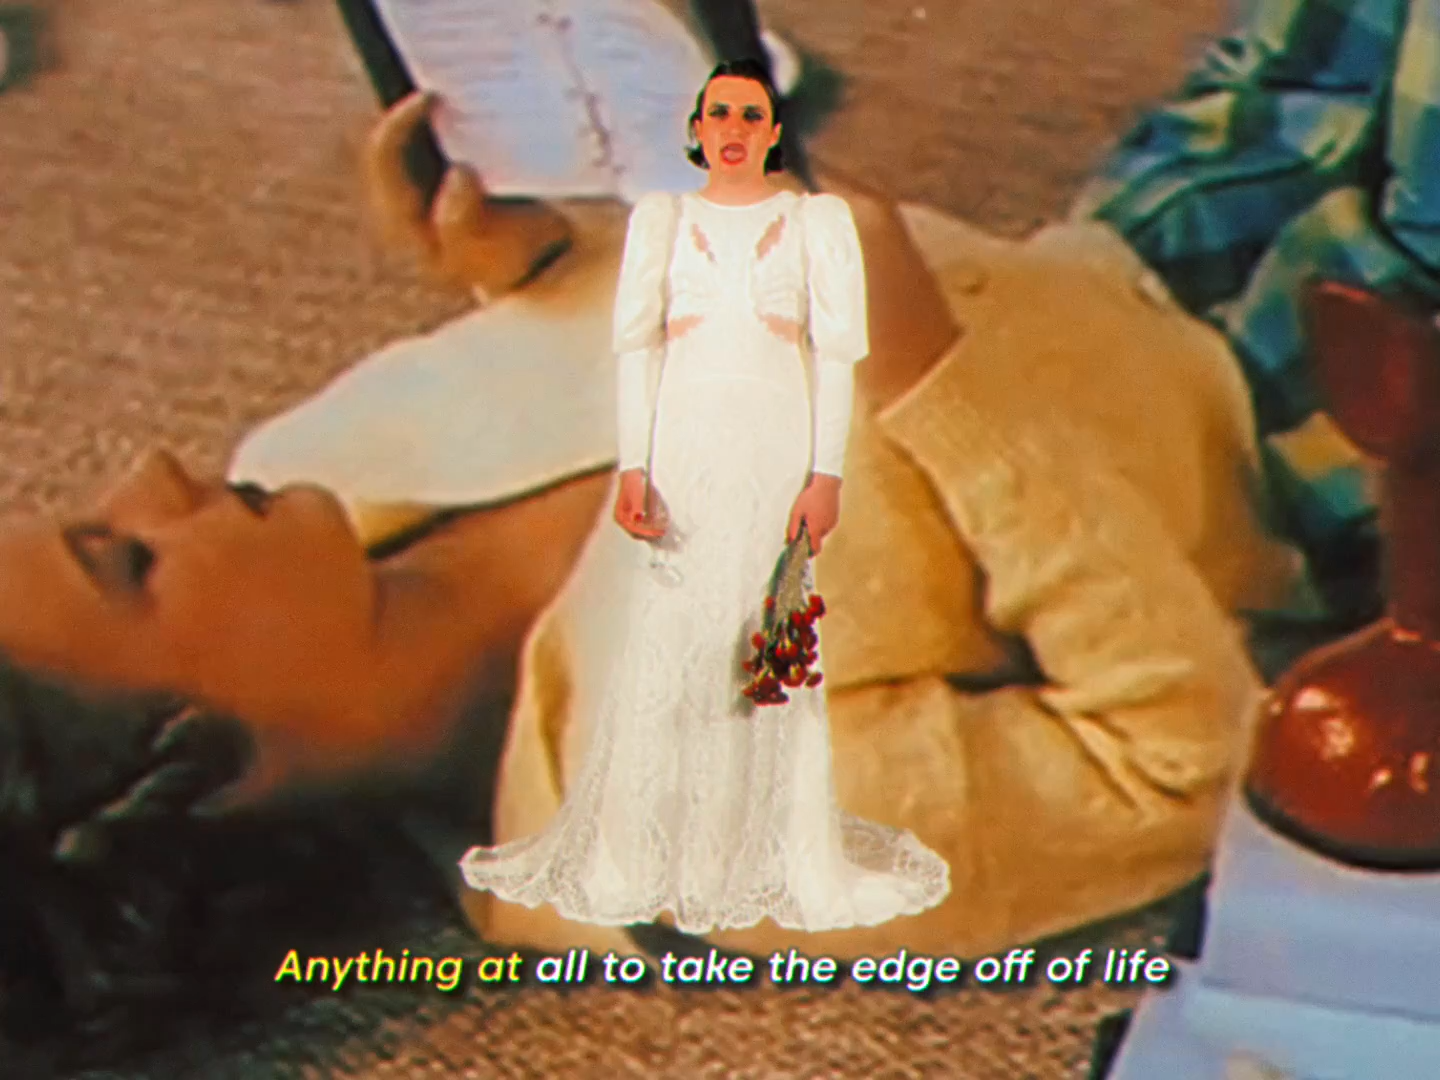 Anything at all to take the edge off of life